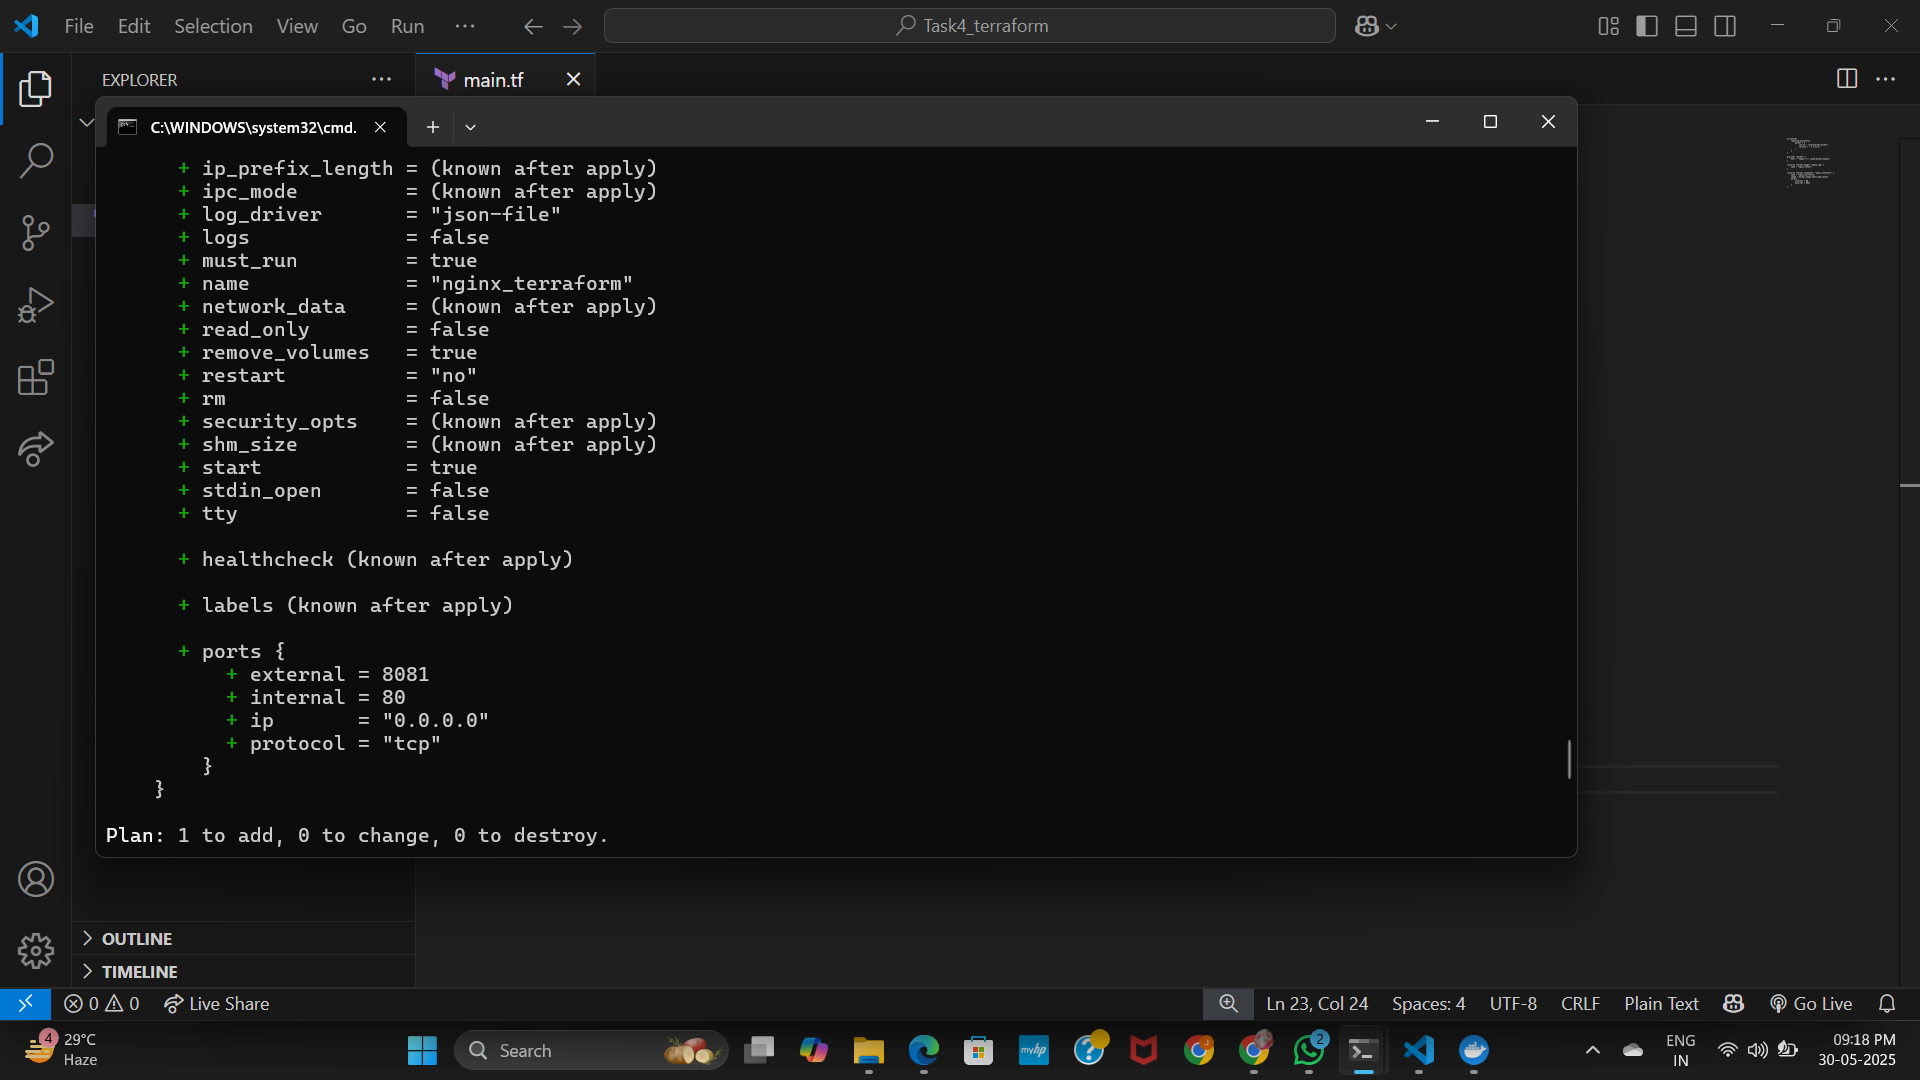 File Edit Selection View Go Run ···
Task4_terraform
EXPLORER ···
main.tf
C:\WINDOWS\system32\cmd.
+ ip_prefix_length = (known after apply)
+ ipc_mode         = (known after apply)
+ log_driver       = "json-file"
+ logs             = false
+ must_run         = true
+ name             = "nginx_terraform"
+ network_data     = (known after apply)
+ read_only        = false
+ remove_volumes   = true
+ restart          = "no"
+ rm               = false
+ security_opts    = (known after apply)
+ shm_size         = (known after apply)
+ start            = true
+ stdin_open       = false
+ tty              = false
+ healthcheck (known after apply)
+ labels (known after apply)
+ ports {
+ external = 8081
+ internal = 80
+ ip       = "0.0.0.0"
+ protocol = "tcp"
}
}
Plan: 1 to add, 0 to change, 0 to destroy.
OUTLINE
TIMELINE
0 0 Live Share
Ln 23, Col 24 Spaces: 4 UTF-8 CRLF Plain Text Go Live
4
29°C
Haze
Search
myhp
2
ENG
IN
09:18 PM
30-05-2025